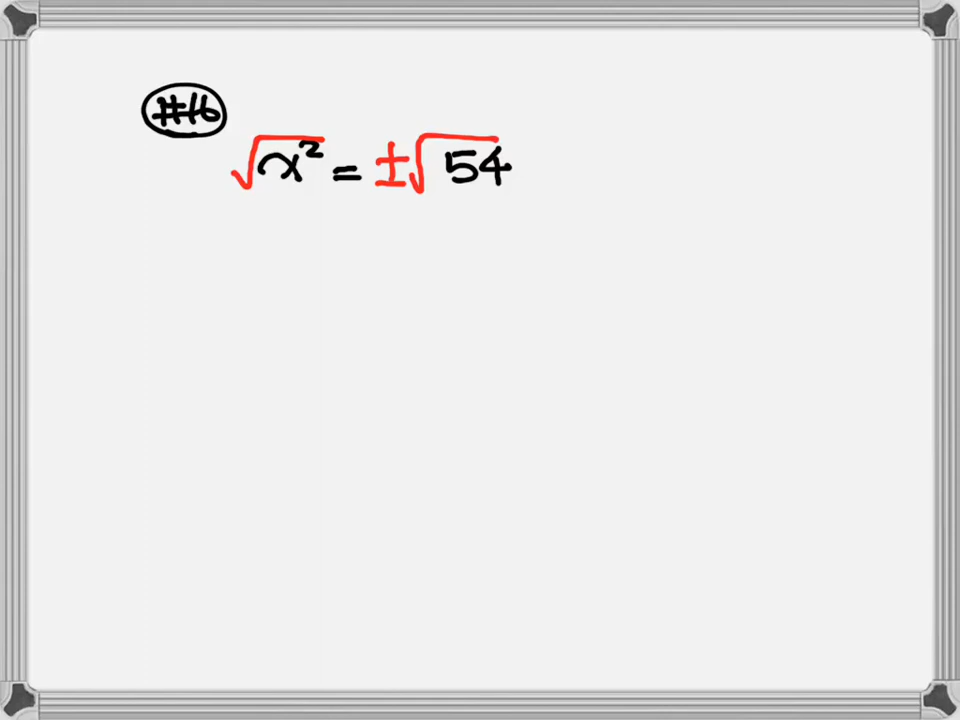 #16
√x² = ±√54